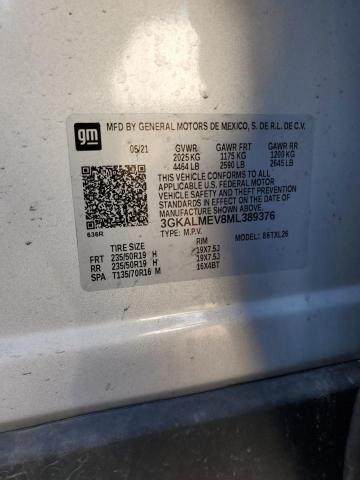 gm
MFD BY GENERAL MOTORS DE MEXICO, S. DE R.L. DE C.V.
05/21 GVWR GAWR FRT GAWR RR
2025 KG 1175 KG 1200 KG
4464 LB 2590 LB 2645 LB
THIS VEHICLE CONFORMS TO ALL
APPLICABLE U.S. FEDERAL MOTOR
VEHICLE SAFETY AND THEFT
PREVENTION STANDARDS IN EFFECT
ON THE DATE OF MANUFACTURE
SHOWN ABOVE.
3GKALMEV8ML389376
TYPE: M.P.V. MODEL: 86TXL26
636R
TIRE SIZE RIM
FRT 235/50R19 H 19X7.5J
RR 235/50R19 H 19X7.5J
SPA T135/70R16 M 16X4BT